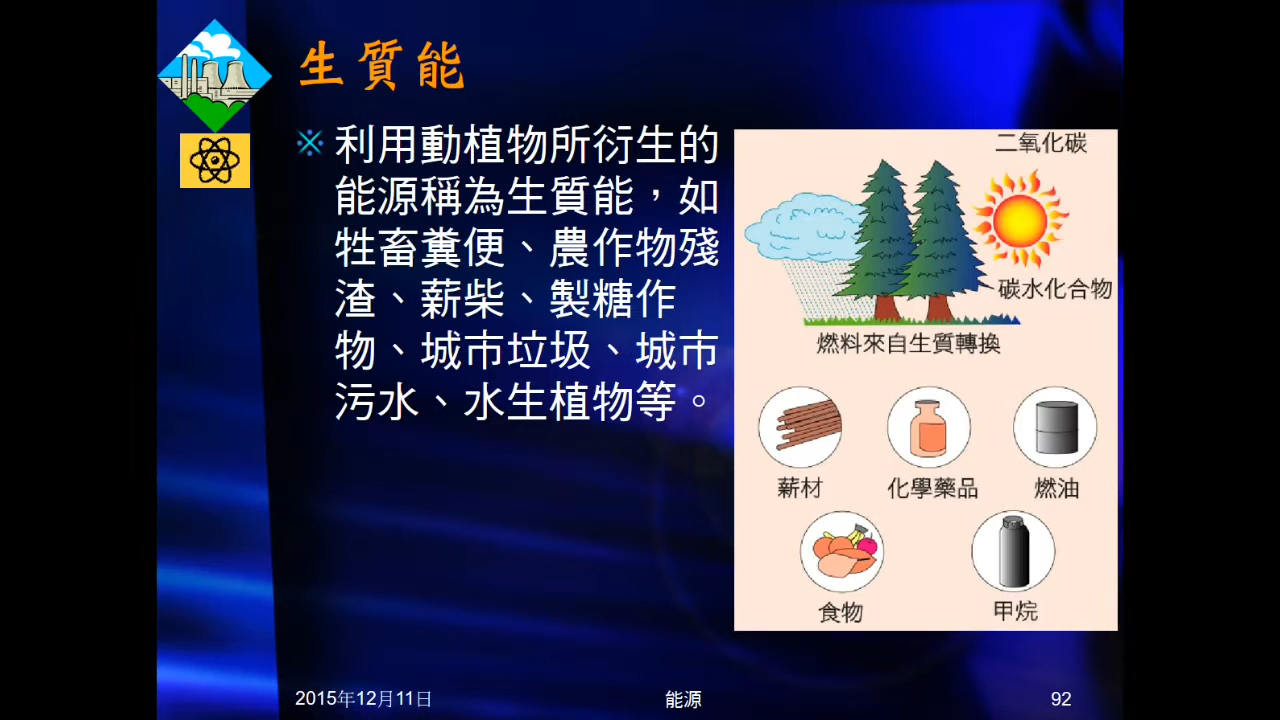 生質能
※ 利用動植物所衍生的
能源稱為生質能，如
牲畜糞便、農作物殘
渣、薪柴、製糖作
物、城市垃圾、城市
污水、水生植物等。
二氧化碳
碳水化合物
燃料來自生質轉換
薪材
化學藥品
燃油
食物
甲烷
2015年12月11日
能源
92